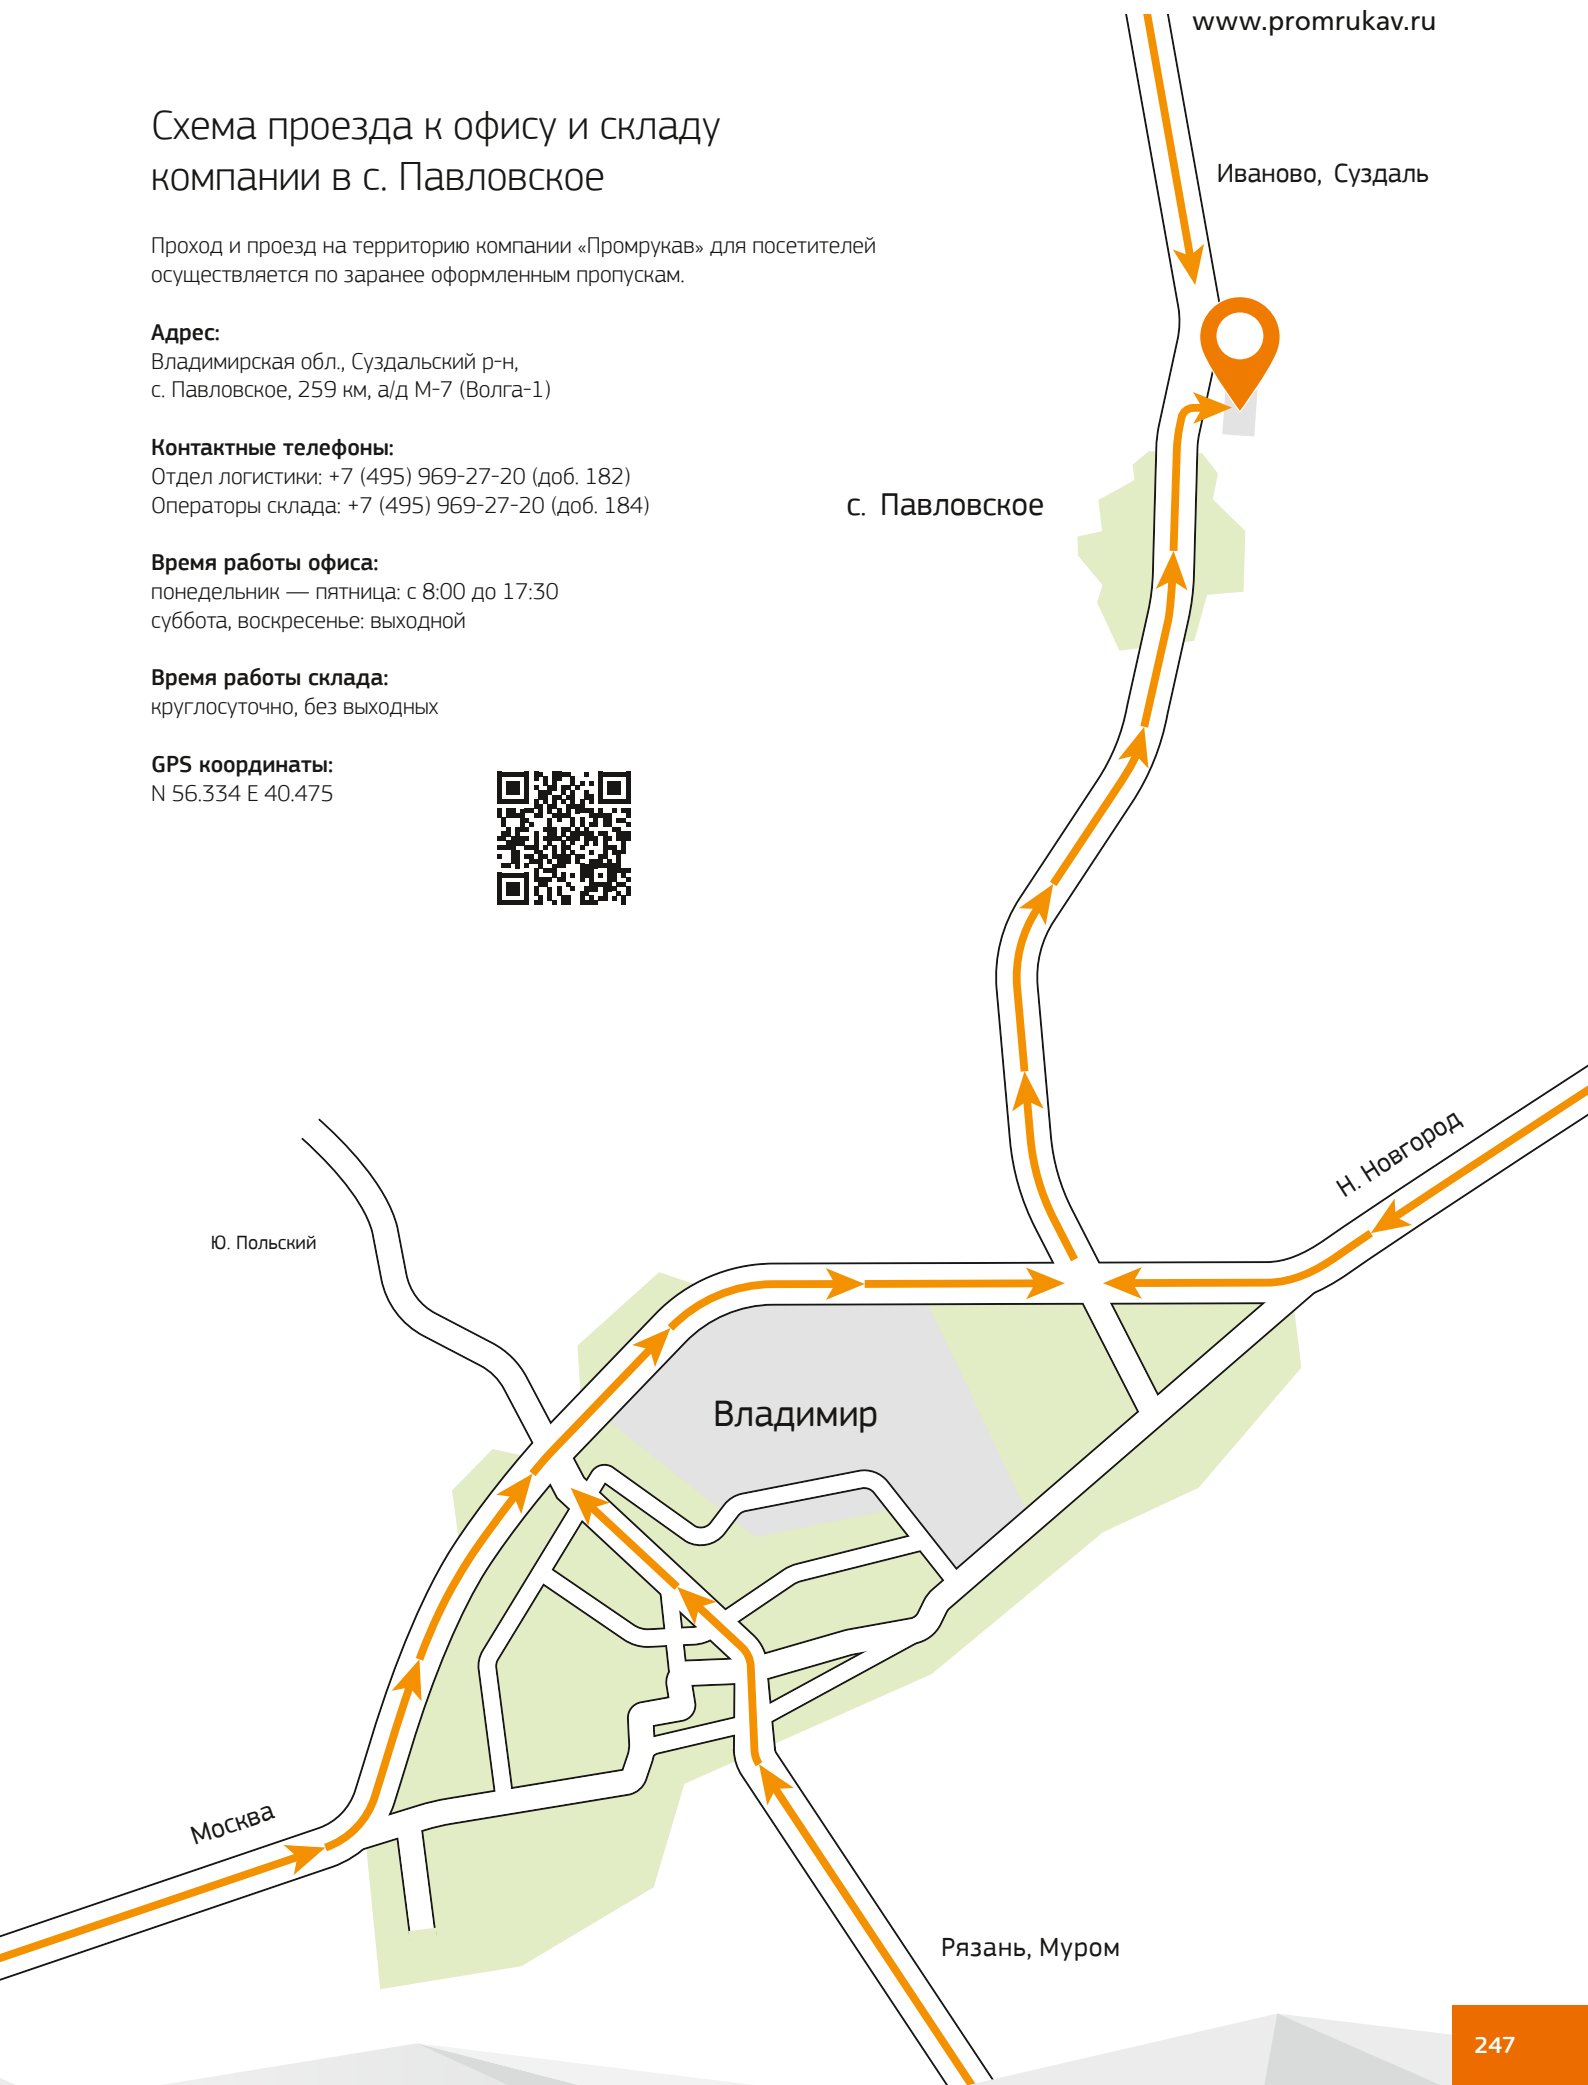 www.promrukav.ru
Схема проезда к офису и складу
компании в с. Павловское
Проход и проезд на территорию компании «Промрукав» для посетителей
осуществляется по заранее оформленным пропускам.
Адрес:
Владимирская обл., Суздальский р-н,
с. Павловское, 259 км, а/д М-7 (Волга-1)
Контактные телефоны:
Отдел логистики: +7 (495) 969-27-20 (доб. 182)
Операторы склада: +7 (495) 969-27-20 (доб. 184)
Время работы офиса:
понедельник — пятница: с 8:00 до 17:30
суббота, воскресенье: выходной
Время работы склада:
круглосуточно, без выходных
GPS координаты:
N 56.334 E 40.475
Иваново, Суздаль
с. Павловское
Н. Новгород
Ю. Польский
Владимир
Москва
Рязань, Муром
247